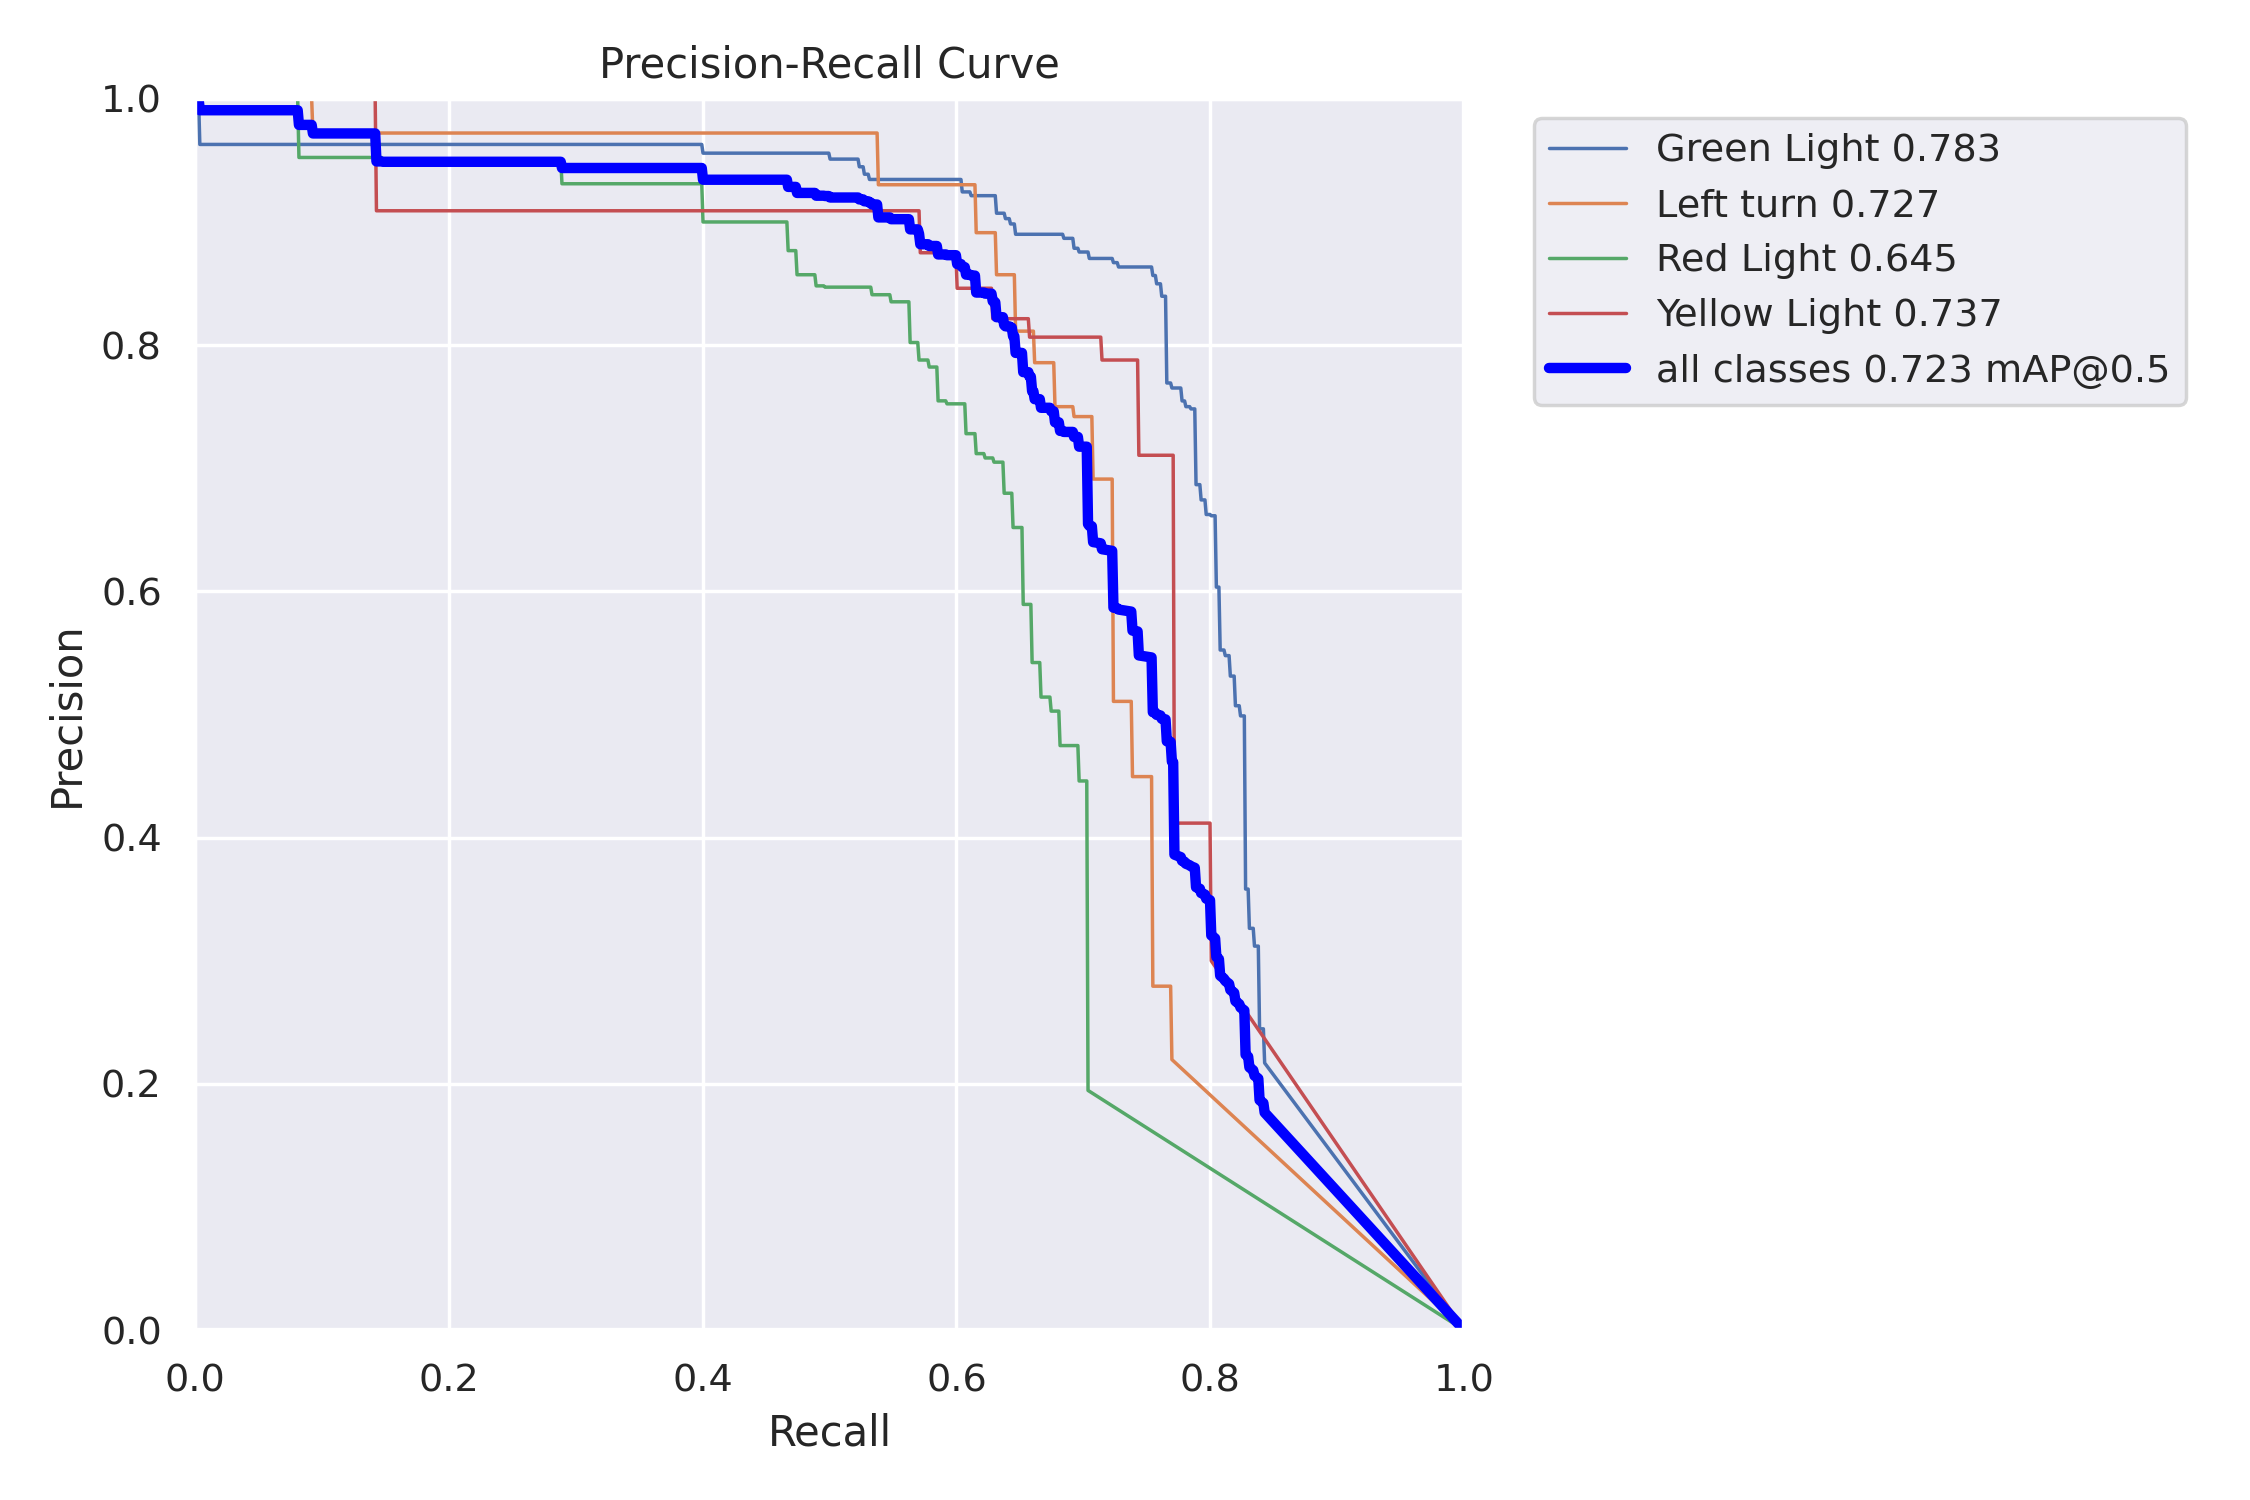 Precision-Recall Curve
1.0
0.8
0.6
0.4
0.2
0.0
Precision
0.0 0.2 0.4 0.6 0.8 1.0
Recall
Green Light 0.783
Left turn 0.727
Red Light 0.645
Yellow Light 0.737
all classes 0.723 mAP@0.5